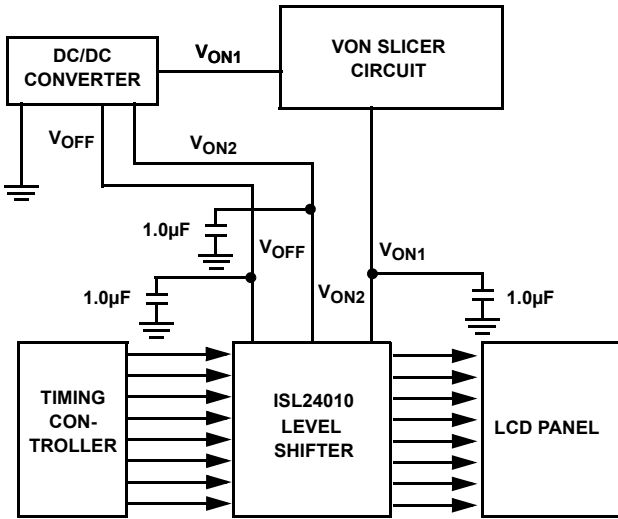 DC/DC
CONVERTER
VON1
VON SLICER
CIRCUIT
VOFF
VON2
1.0µF
VOFF
VON1
1.0µF
VON2
1.0µF
TIMING
CON-
TROLLER
ISL24010
LEVEL
SHIFTER
LCD PANEL